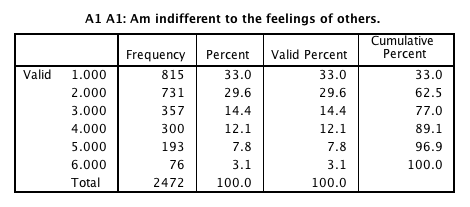 A1 A1: Am indifferent to the feelings of others.
Frequency Percent Valid Percent Cumulative Percent
Valid 1.000 815 33.0 33.0 33.0
2.000 731 29.6 29.6 62.5
3.000 357 14.4 14.4 77.0
4.000 300 12.1 12.1 89.1
5.000 193 7.8 7.8 96.9
6.000 76 3.1 3.1 100.0
Total 2472 100.0 100.0